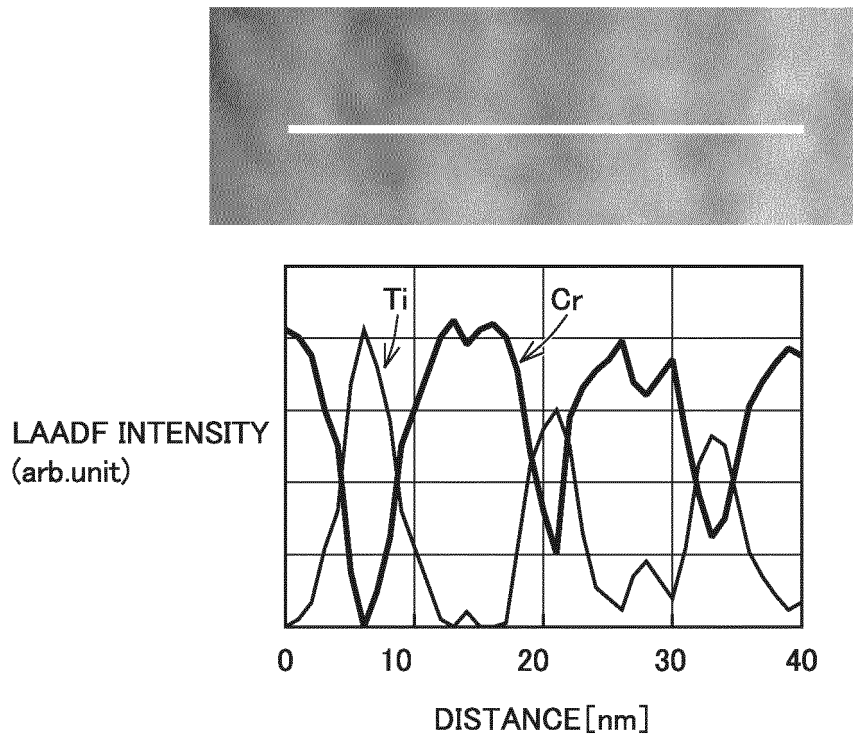 Ti
Cr
LAADF INTENSITY
(arb.unit)
0 10 20 30 40
DISTANCE[nm]